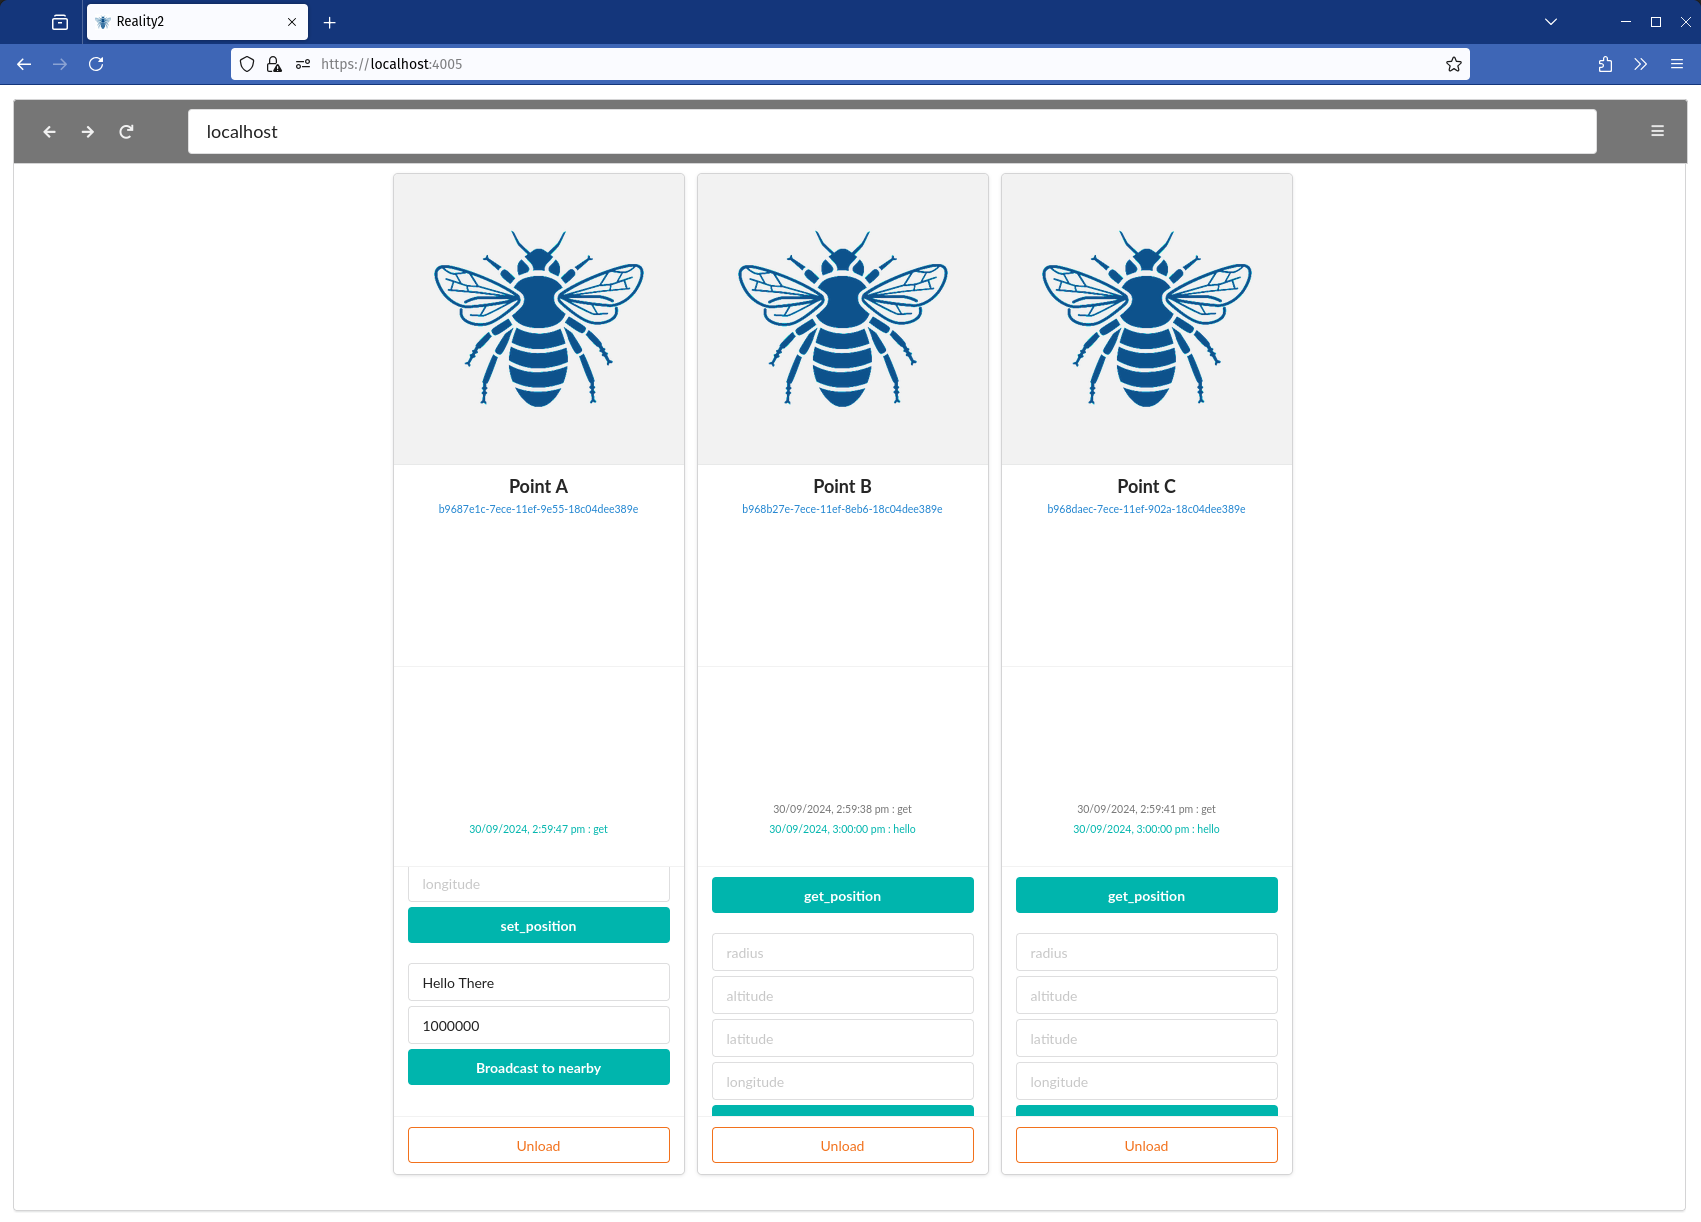 Reality2
https://localhost:4005
localhost
Point A
b9687e1c-7ece-11ef-9e55-18c04dee389e
30/09/2024, 2:59:47 pm : get
longitude
set_position
Hello There
1000000
Broadcast to nearby
Unload
Point B
b968b27e-7ece-11ef-8eb6-18c04dee389e
30/09/2024, 2:59:38 pm : get
30/09/2024, 3:00:00 pm : hello
get_position
radius
altitude
latitude
longitude
Unload
Point C
b968daec-7ece-11ef-902a-18c04dee389e
30/09/2024, 2:59:41 pm : get
30/09/2024, 3:00:00 pm : hello
get_position
radius
altitude
latitude
longitude
Unload